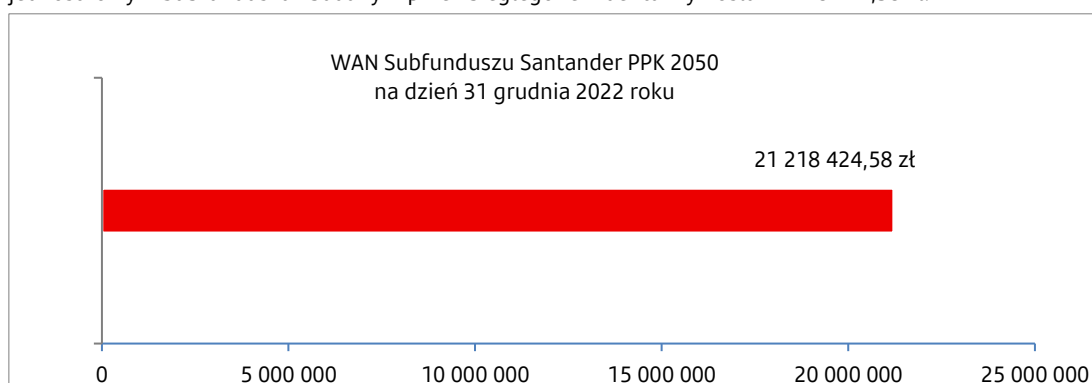 WAN Subfunduszu Santander PPK 2050
na dzień 31 grudnia 2022 roku
21 218 424,58 zł
0 5 000 000 10 000 000 15 000 000 20 000 000 25 000 000